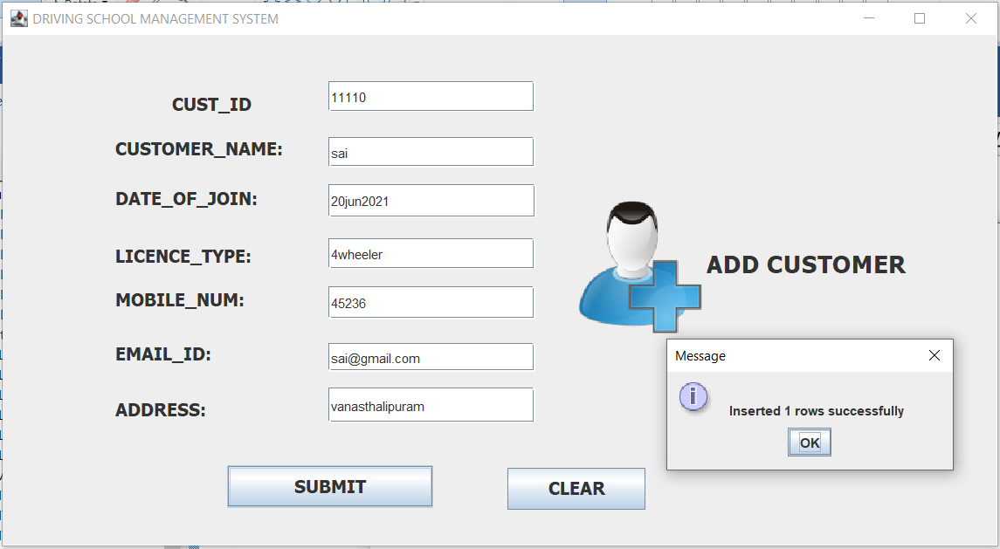 DRIVING SCHOOL MANAGEMENT SYSTEM
CUST_ID
11110
CUSTOMER_NAME:
sai
DATE_OF_JOIN:
20jun2021
LICENCE_TYPE:
4wheeler
MOBILE_NUM:
45236
EMAIL_ID:
sai@gmail.com
ADDRESS:
vanasthalipuram
ADD CUSTOMER
Message
i
Inserted 1 rows successfully
OK
SUBMIT
CLEAR